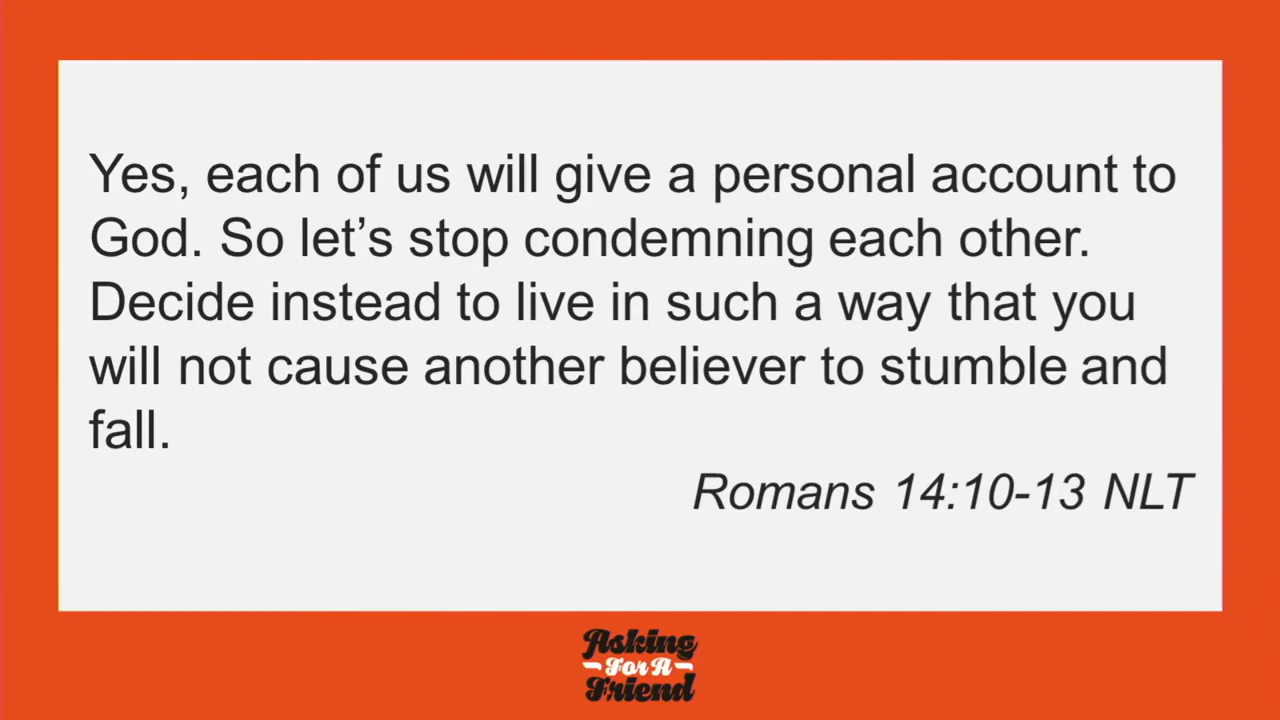 Yes, each of us will give a personal account to
God. So let’s stop condemning each other.
Decide instead to live in such a way that you
will not cause another believer to stumble and
fall.
Romans 14:10-13 NLT
Asking
For A
Friend